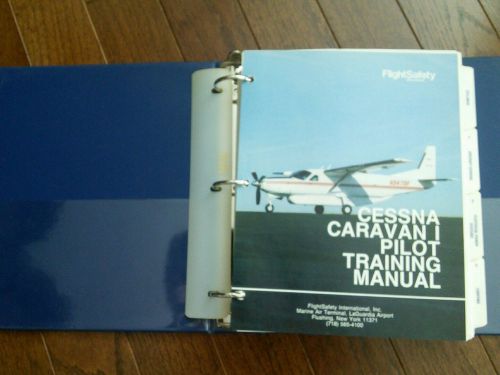 FlightSafety
CESSNA
CARAVAN I
PILOT
TRAINING
MANUAL
FlightSafety International, Inc.
Marine Air Terminal, LaGuardia Airport
Flushing, New York 11371
(718) 565-4100